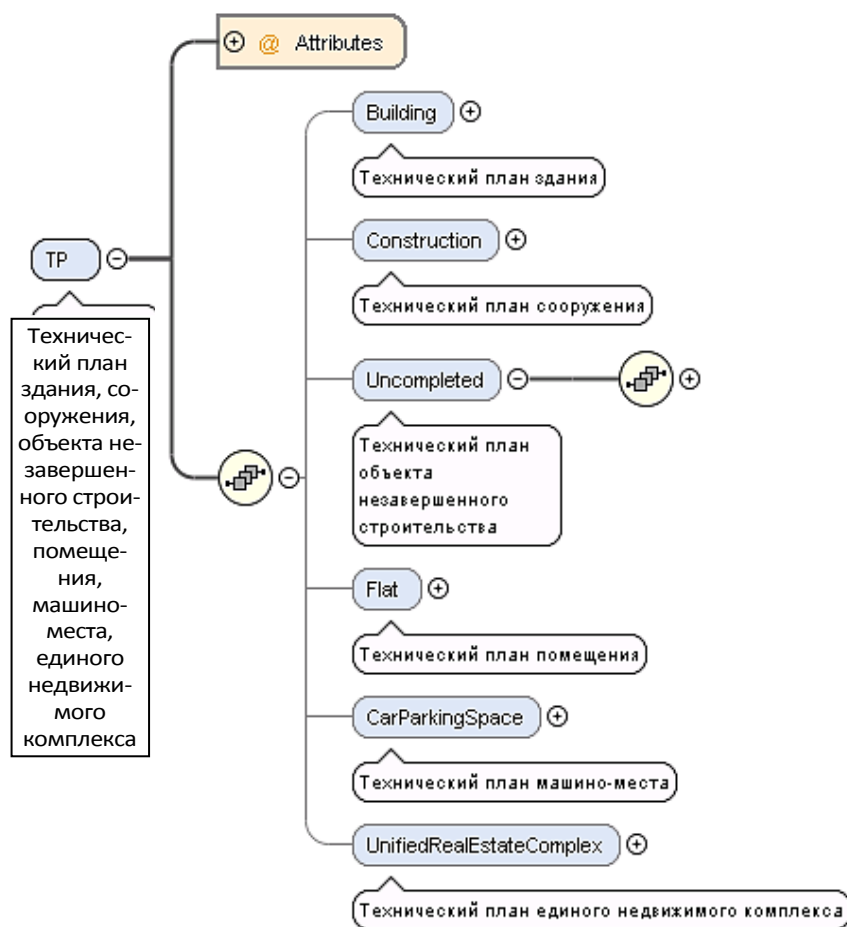 @ Attributes
Building
Технический план здания
Construction
Технический план сооружения
TP
Техничес-
кий план
здания, со-
оружения,
объекта не-
завершен-
ного строи-
тельства,
помеще-
ния,
машино-
места,
единого
недвижи-
мого
комплекса
Uncompleted
Технический план
объекта
незавершенного
строительства
Flat
Технический план помещения
CarParkingSpace
Технический план машино-места
UnifiedRealEstateComplex
Технический план единого недвижимого комплекса